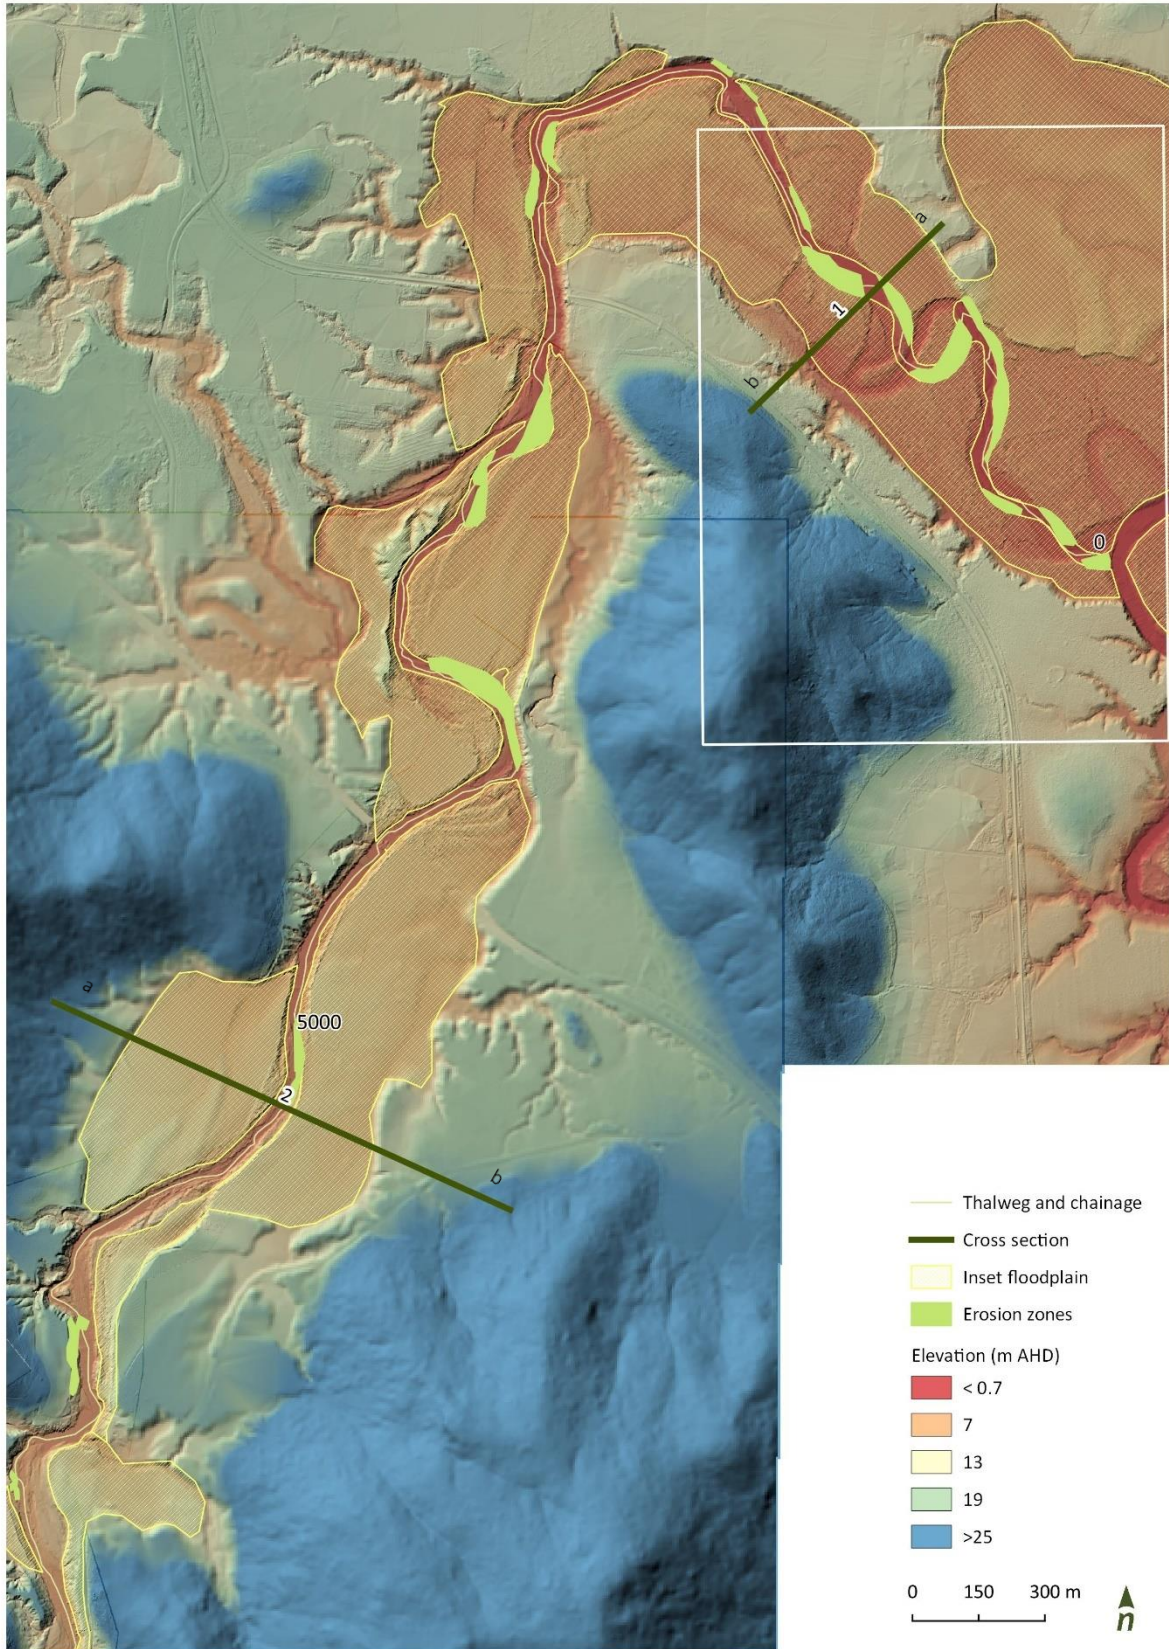 a
1
b
0
a
5000
2
b
Thalweg and chainage
Cross section
Inset floodplain
Erosion zones
Elevation (m AHD)
< 0.7
7
13
19
>25
0 150 300 m
n